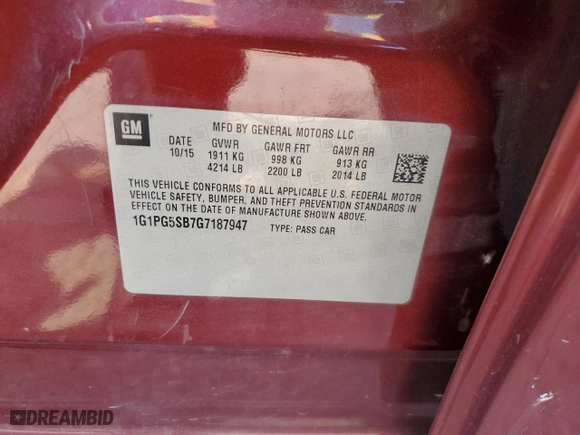 GM
MFD BY GENERAL MOTORS LLC
DATE GVWR GAWR FRT GAWR RR
10/15 1911 KG 998 KG 913 KG
4214 LB 2200 LB 2014 LB
THIS VEHICLE CONFORMS TO ALL APPLICABLE U.S. FEDERAL MOTOR
VEHICLE SAFETY, BUMPER, AND THEFT PREVENTION STANDARDS
IN EFFECT ON THE DATE OF MANUFACTURE SHOWN ABOVE.
1G1PG5SB7G7187947 TYPE: PASS CAR
DREAMBID